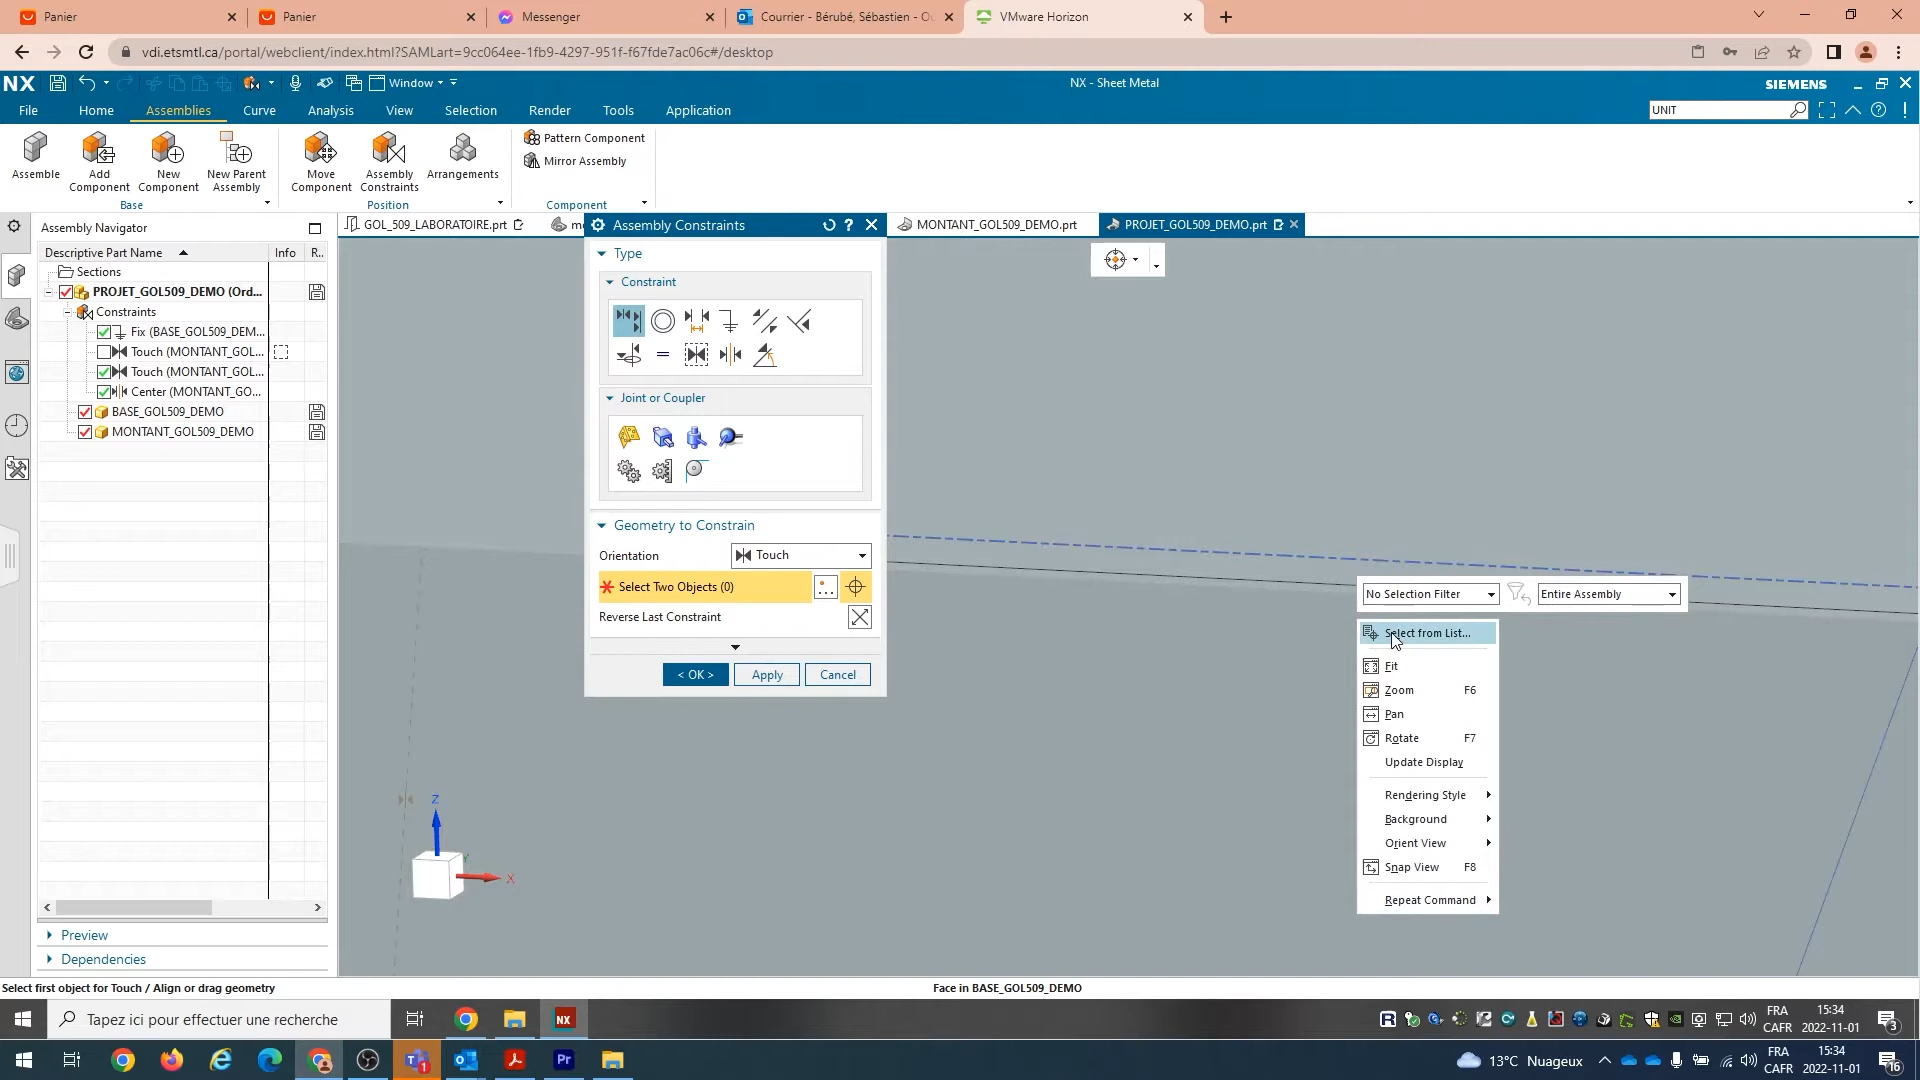 Panier
Panier
Messenger
Courrier - Bérubé, Sébastien - Ou
VMware Horizon
vdi.etsmtl.ca/portal/webclient/index.html?SAMLart=9cc064ee-1fb9-4297-951f-f67fde7ac06c#/desktop
NX
Window
NX - Sheet Metal
SIEMENS
File
Home
Assemblies
Curve
Analysis
View
Selection
Render
Tools
Application
UNIT
Assemble
Add Component
New Component
New Parent Assembly
Move Component
Assembly Constraints
Arrangements
Pattern Component
Mirror Assembly
Base
Position
Component
Assembly Navigator
GOL_509_LABORATOIRE.prt
Assembly Constraints
MONTANT_GOL509_DEMO.prt
PROJET_GOL509_DEMO.prt
Descriptive Part Name
Info
R..
Sections
PROJET_GOL509_DEMO (Ord...
Constraints
Fix (BASE_GOL509_DEM...
Touch (MONTANT_GOL...
Touch (MONTANT_GOL...
Center (MONTANT_GO...
BASE_GOL509_DEMO
MONTANT_GOL509_DEMO
Type
Constraint
Joint or Coupler
Geometry to Constrain
Orientation
Touch
Select Two Objects (0)
Reverse Last Constraint
< OK >
Apply
Cancel
No Selection Filter
Entire Assembly
Select from List...
Fit
Zoom F6
Pan
Rotate F7
Update Display
Rendering Style
Background
Orient View
Snap View F8
Repeat Command
Z
X
Preview
Dependencies
Select first object for Touch / Align or drag geometry
Face in BASE_GOL509_DEMO
Tapez ici pour effectuer une recherche
NX
FRA
CAFR
15:34
2022-11-01
3
1
Pr
13°C Nuageux
FRA
CAFR
15:34
2022-11-01
16